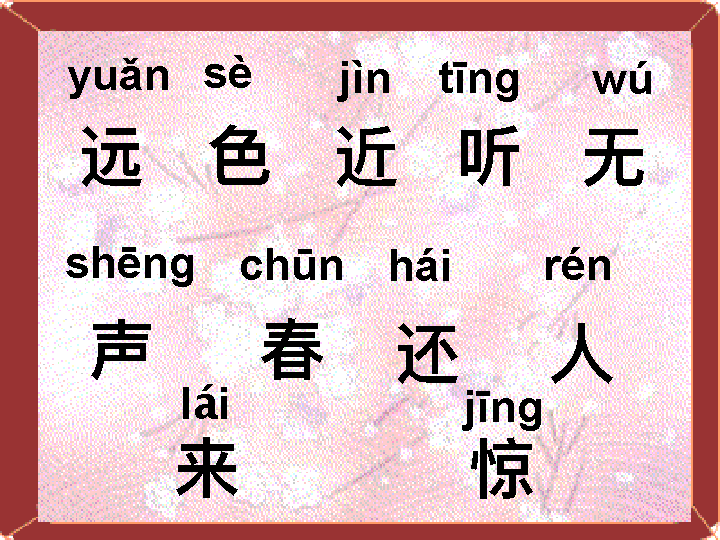 yuǎn sè jìn tīng wú
远 色 近 听 无
shēng chūn hái rén
声 春 还 人
lái jīng
来 惊